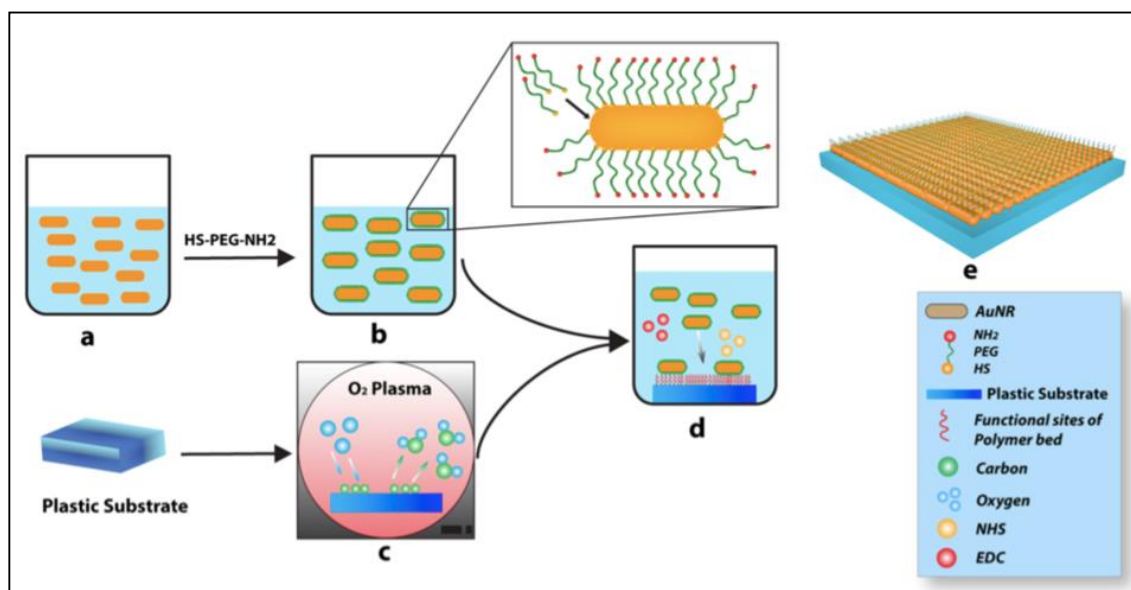 HS-PEG-NH2
a
b
O₂ Plasma
Plastic Substrate
c
d
e
AuNR
NH₂
PEG
HS
Plastic Substrate
Functional sites of
Polymer bed
Carbon
Oxygen
NHS
EDC